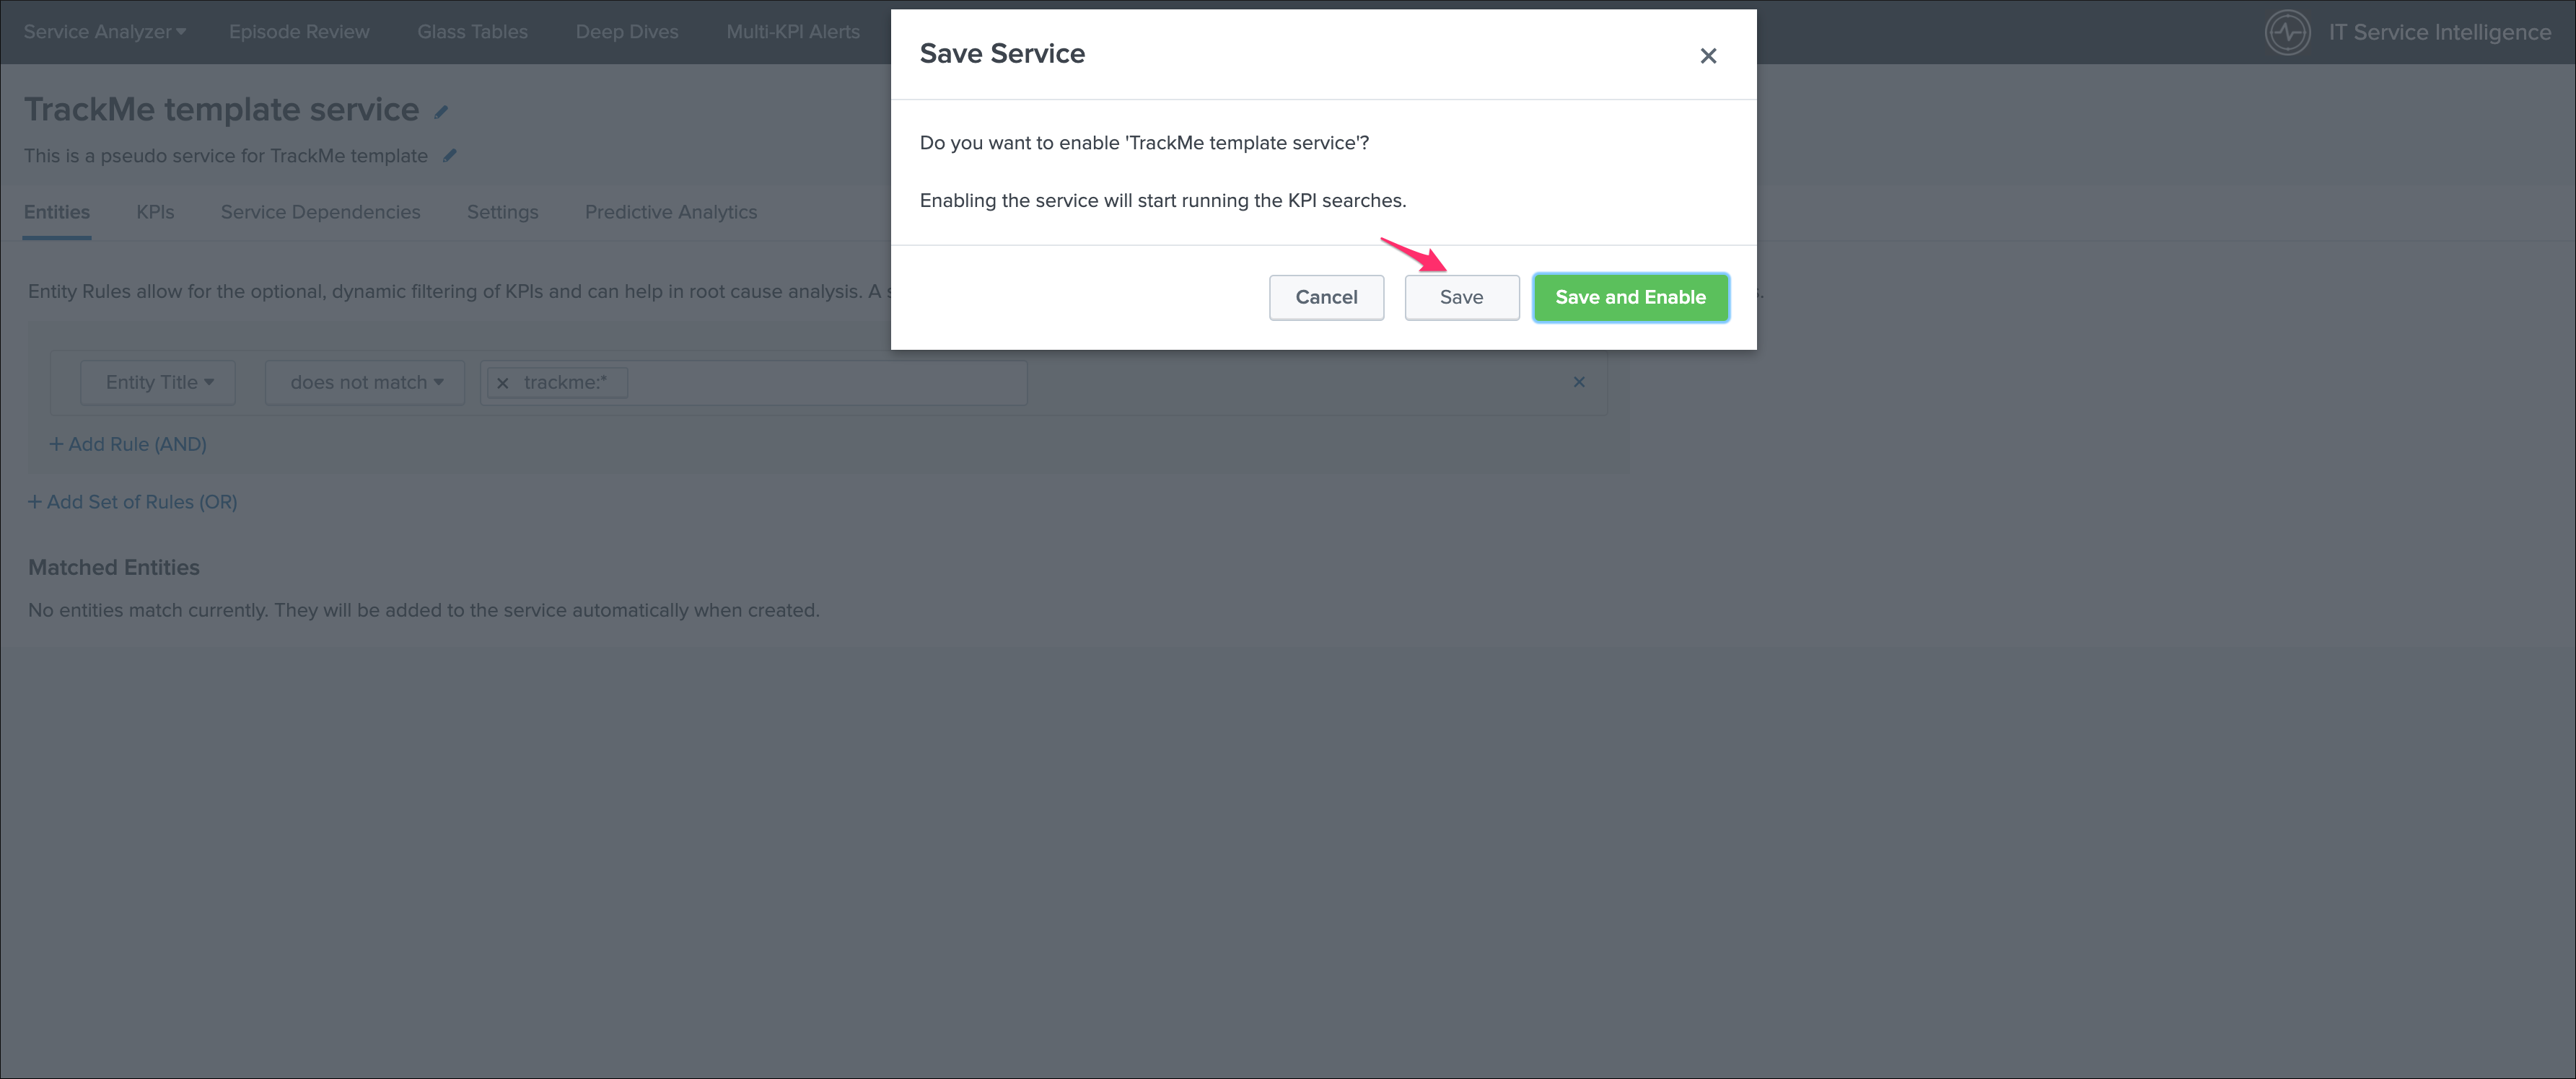 Service Analyzer Episode Review Glass Tables Deep Dives Multi-KPI Alerts IT Service Intelligence
Save Service
TrackMe template service
This is a pseudo service for TrackMe template
Do you want to enable 'TrackMe template service'?
Enabling the service will start running the KPI searches.
Entities KPIs Service Dependencies Settings Predictive Analytics
Cancel Save Save and Enable
Entity Rules allow for the optional, dynamic filtering of KPIs and can help in root cause analysis. A s
Entity Title does not match trackme:*
+ Add Rule (AND)
+ Add Set of Rules (OR)
Matched Entities
No entities match currently. They will be added to the service automatically when created.